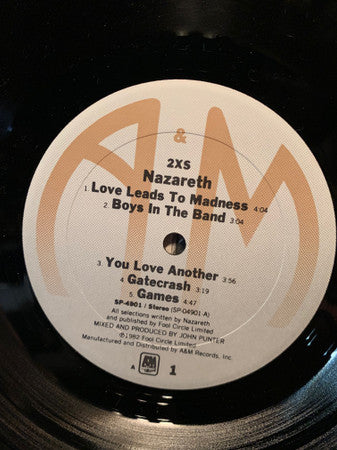 &
A&M
2XS
Nazareth
1. Love Leads To Madness 4:04
2. Boys In The Band 3:04
3. You Love Another 3:56
4. Gatecrash 3:19
5. Games 4:47
SP-4901 / Stereo (SP-04901-A)
All selections written by Nazareth
and published by Fool Circle Limited
MIXED AND PRODUCED BY JOHN PUNTER
℗1982 Fool Circle Limited
Manufactured and Distributed by A&M Records, Inc.
A A&M 1